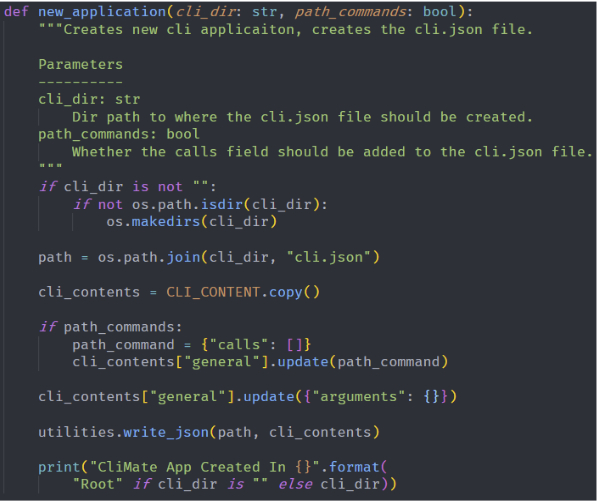 def new_application(cli_dir: str, path_commands: bool):
    """Creates new cli applicaiton, creates the cli.json file.

    Parameters
    ----------
    cli_dir: str
        Dir path to where the cli.json file should be created.
    path_commands: bool
        Whether the calls field should be added to the cli.json file.
    """
    if cli_dir is not "":
        if not os.path.isdir(cli_dir):
            os.makedirs(cli_dir)

    path = os.path.join(cli_dir, "cli.json")

    cli_contents = CLI_CONTENT.copy()

    if path_commands:
        path_command = {"calls": []}
        cli_contents["general"].update(path_command)

    cli_contents["general"].update({"arguments": {}})

    utilities.write_json(path, cli_contents)

    print("CliMate App Created In {}".format(
        "Root" if cli_dir is "" else cli_dir))